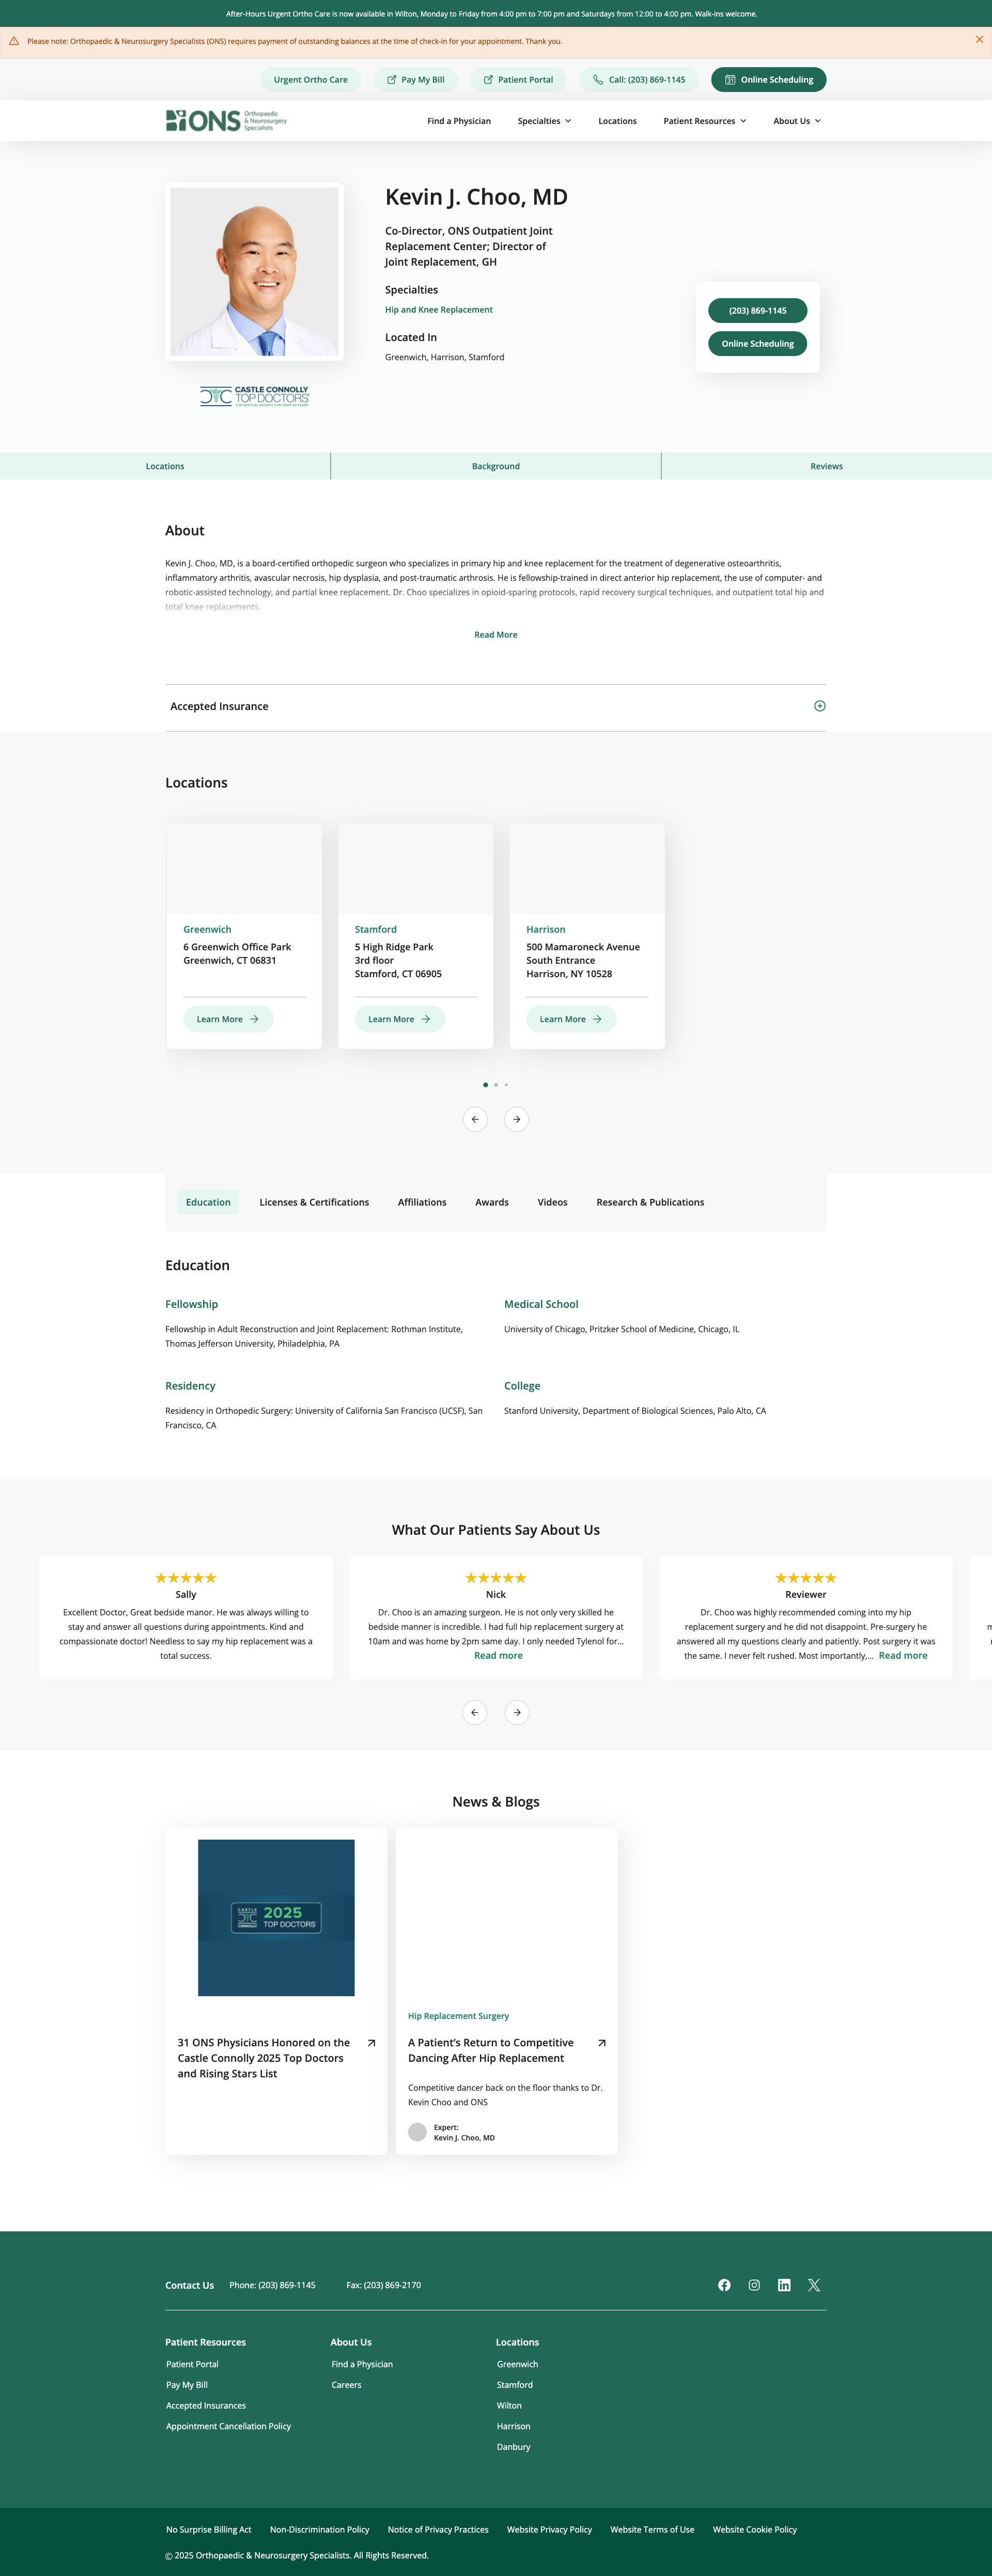 After-Hours Urgent Ortho Care is now available in Wilton, Monday to Friday from 4:00 pm to 7:00 pm and Saturdays from 12:00 to 4:00 pm. Walk-ins welcome.
Please note: Orthopaedic & Neurosurgery Specialists (ONS) requires payment of outstanding balances at the time of check-in for your appointment. Thank you.
Urgent Ortho Care
Pay My Bill
Patient Portal
Call: (203) 869-1145
Online Scheduling
ONS
Orthopaedic
& Neurosurgery
Specialists
Find a Physician
Specialties
Locations
Patient Resources
About Us
Kevin J. Choo, MD
Co-Director, ONS Outpatient Joint
Replacement Center; Director of
Joint Replacement, GH
Specialties
Hip and Knee Replacement
Located In
Greenwich, Harrison, Stamford
(203) 869-1145
Online Scheduling
CASTLE CONNOLLY
TOP DOCTORS
Locations
Background
Reviews
About
Kevin J. Choo, MD, is a board-certified orthopedic surgeon who specializes in primary hip and knee replacement for the treatment of degenerative osteoarthritis,
inflammatory arthritis, avascular necrosis, hip dysplasia, and post-traumatic arthrosis. He is fellowship-trained in direct anterior hip replacement, the use of computer- and
robotic-assisted technology, and partial knee replacement. Dr. Choo specializes in opioid-sparing protocols, rapid recovery surgical techniques, and outpatient total hip and
total knee replacements.
Read More
Accepted Insurance
Locations
Greenwich
6 Greenwich Office Park
Greenwich, CT 06831
Learn More
Stamford
5 High Ridge Park
3rd floor
Stamford, CT 06905
Learn More
Harrison
500 Mamaroneck Avenue
South Entrance
Harrison, NY 10528
Learn More
Education
Licenses & Certifications
Affiliations
Awards
Videos
Research & Publications
Education
Fellowship
Fellowship in Adult Reconstruction and Joint Replacement: Rothman Institute,
Thomas Jefferson University, Philadelphia, PA
Medical School
University of Chicago, Pritzker School of Medicine, Chicago, IL
Residency
Residency in Orthopedic Surgery: University of California San Francisco (UCSF), San
Francisco, CA
College
Stanford University, Department of Biological Sciences, Palo Alto, CA
What Our Patients Say About Us
Sally
Excellent Doctor, Great bedside manor. He was always willing to
stay and answer all questions during appointments. Kind and
compassionate doctor! Needless to say my hip replacement was a
total success.
Nick
Dr. Choo is an amazing surgeon. He is not only very skilled he
bedside manner is incredible. I had full hip replacement surgery at
10am and was home by 2pm same day. I only needed Tylenol for...
Read more
Reviewer
Dr. Choo was highly recommended coming into my hip
replacement surgery and he did not disappoint. Pre-surgery he
answered all my questions clearly and patiently. Post surgery it was
the same. I never felt rushed. Most importantly,... Read more
News & Blogs
CASTLE CONNOLLY
2025
TOP DOCTORS
31 ONS Physicians Honored on the
Castle Connolly 2025 Top Doctors
and Rising Stars List
Hip Replacement Surgery
A Patient’s Return to Competitive
Dancing After Hip Replacement
Competitive dancer back on the floor thanks to Dr.
Kevin Choo and ONS
Expert:
Kevin J. Choo, MD
Contact Us
Phone: (203) 869-1145
Fax: (203) 869-2170
Patient Resources
Patient Portal
Pay My Bill
Accepted Insurances
Appointment Cancellation Policy
About Us
Find a Physician
Careers
Locations
Greenwich
Stamford
Wilton
Harrison
Danbury
No Surprise Billing Act
Non-Discrimination Policy
Notice of Privacy Practices
Website Privacy Policy
Website Terms of Use
Website Cookie Policy
© 2025 Orthopaedic & Neurosurgery Specialists. All Rights Reserved.